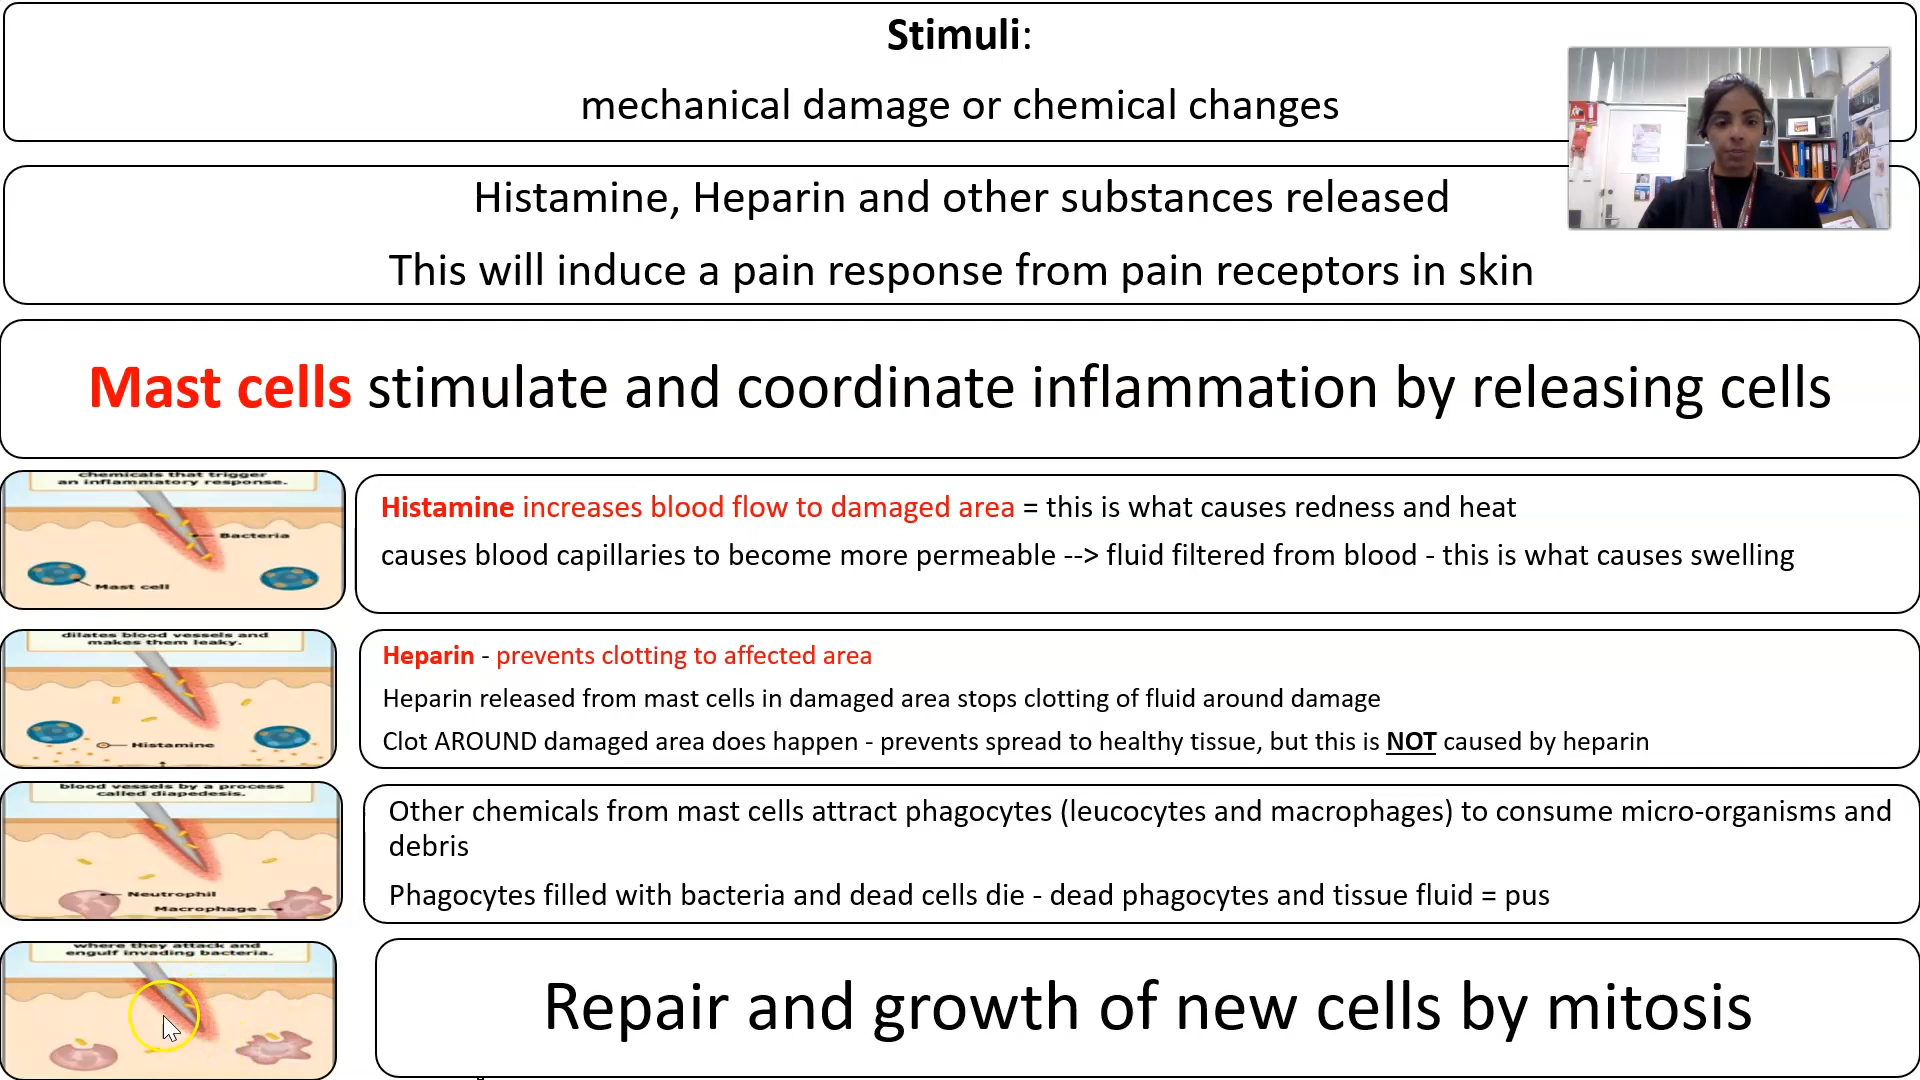 Stimuli:
mechanical damage or chemical changes
Histamine, Heparin and other substances released
This will induce a pain response from pain receptors in skin
Mast cells stimulate and coordinate inflammation by releasing cells
chemicals that trigger
an inflammatory response.
Bacteria
Mast cell
Histamine increases blood flow to damaged area = this is what causes redness and heat
causes blood capillaries to become more permeable --> fluid filtered from blood - this is what causes swelling
dilates blood vessels and
makes them leaky.
Histamine
Heparin - prevents clotting to affected area
Heparin released from mast cells in damaged area stops clotting of fluid around damage
Clot AROUND damaged area does happen - prevents spread to healthy tissue, but this is NOT caused by heparin
blood vessels by a process
called diapedesis.
Neutrophil
Macrophage
Other chemicals from mast cells attract phagocytes (leucocytes and macrophages) to consume micro-organisms and
debris
Phagocytes filled with bacteria and dead cells die - dead phagocytes and tissue fluid = pus
where they attack and
engulf invading bacteria.
Repair and growth of new cells by mitosis